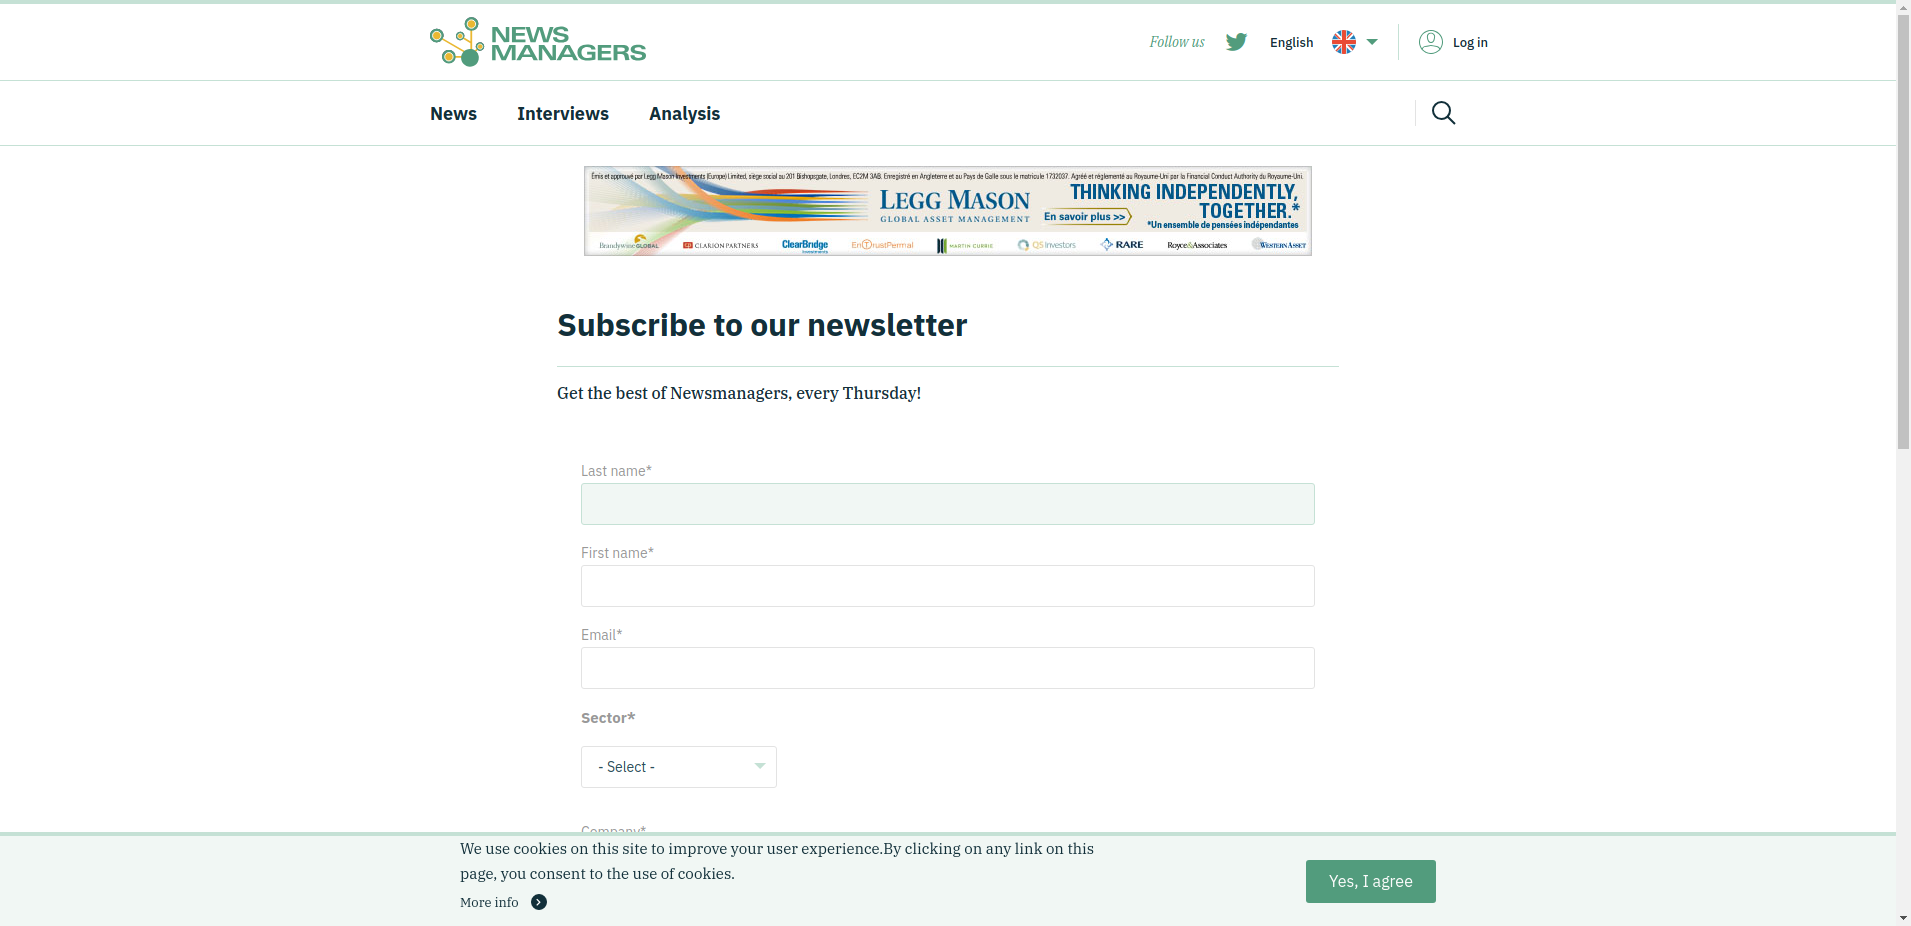 NEWS
MANAGERS
Follow us
English
Log in
News
Interviews
Analysis
Émis et approuvé par Legg Mason Investments (Europe) Limited, siège social au 201 Bishopsgate, Londres, EC2M 3AB. Enregistré en Angleterre et au Pays de Galle sous le matricule 1732037. Agréé et réglementé au Royaume-Uni par la Financial Conduct Authority du Royaume-Uni.
LEGG MASON
GLOBAL ASSET MANAGEMENT
THINKING INDEPENDENTLY,
TOGETHER.*
En savoir plus >>
*Un ensemble de pensées indépendantes
Brandywine GLOBAL
CLARION PARTNERS
ClearBridge
Investments
EnTrustPermal
MARTIN CURRIE
QS Investors
RARE
Royce&Associates
WESTERN ASSET
Subscribe to our newsletter
Get the best of Newsmanagers, every Thursday!
Last name*
First name*
Email*
Sector*
- Select -
Company*
We use cookies on this site to improve your user experience.By clicking on any link on this
page, you consent to the use of cookies.
More info
Yes, I agree